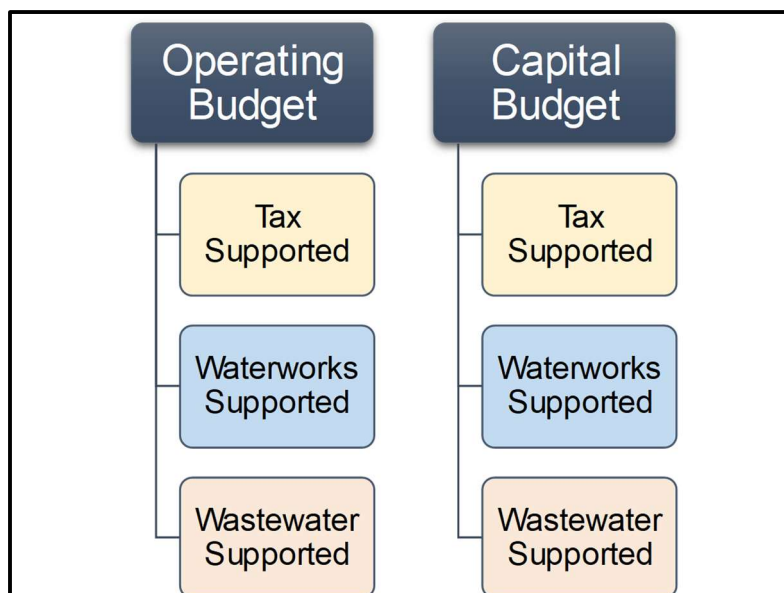 Operating
Budget
Tax
Supported
Waterworks
Supported
Wastewater
Supported
Capital
Budget
Tax
Supported
Waterworks
Supported
Wastewater
Supported